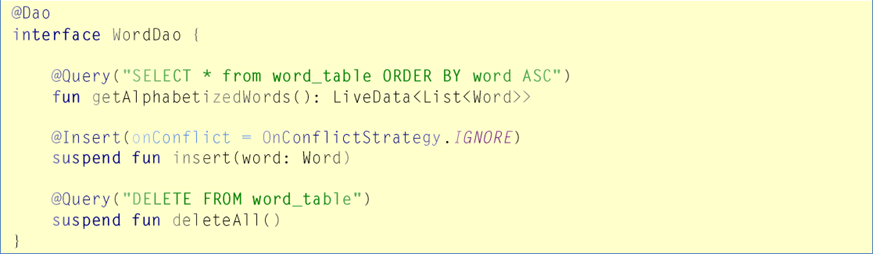 @Dao
interface WordDao {
@Query("SELECT * from word_table ORDER BY word ASC")
fun getAlphabetizedWords(): LiveData<List<Word>>
@Insert(onConflict = OnConflictStrategy.IGNORE)
suspend fun insert(word: Word)
@Query("DELETE FROM word_table")
suspend fun deleteAll()
}